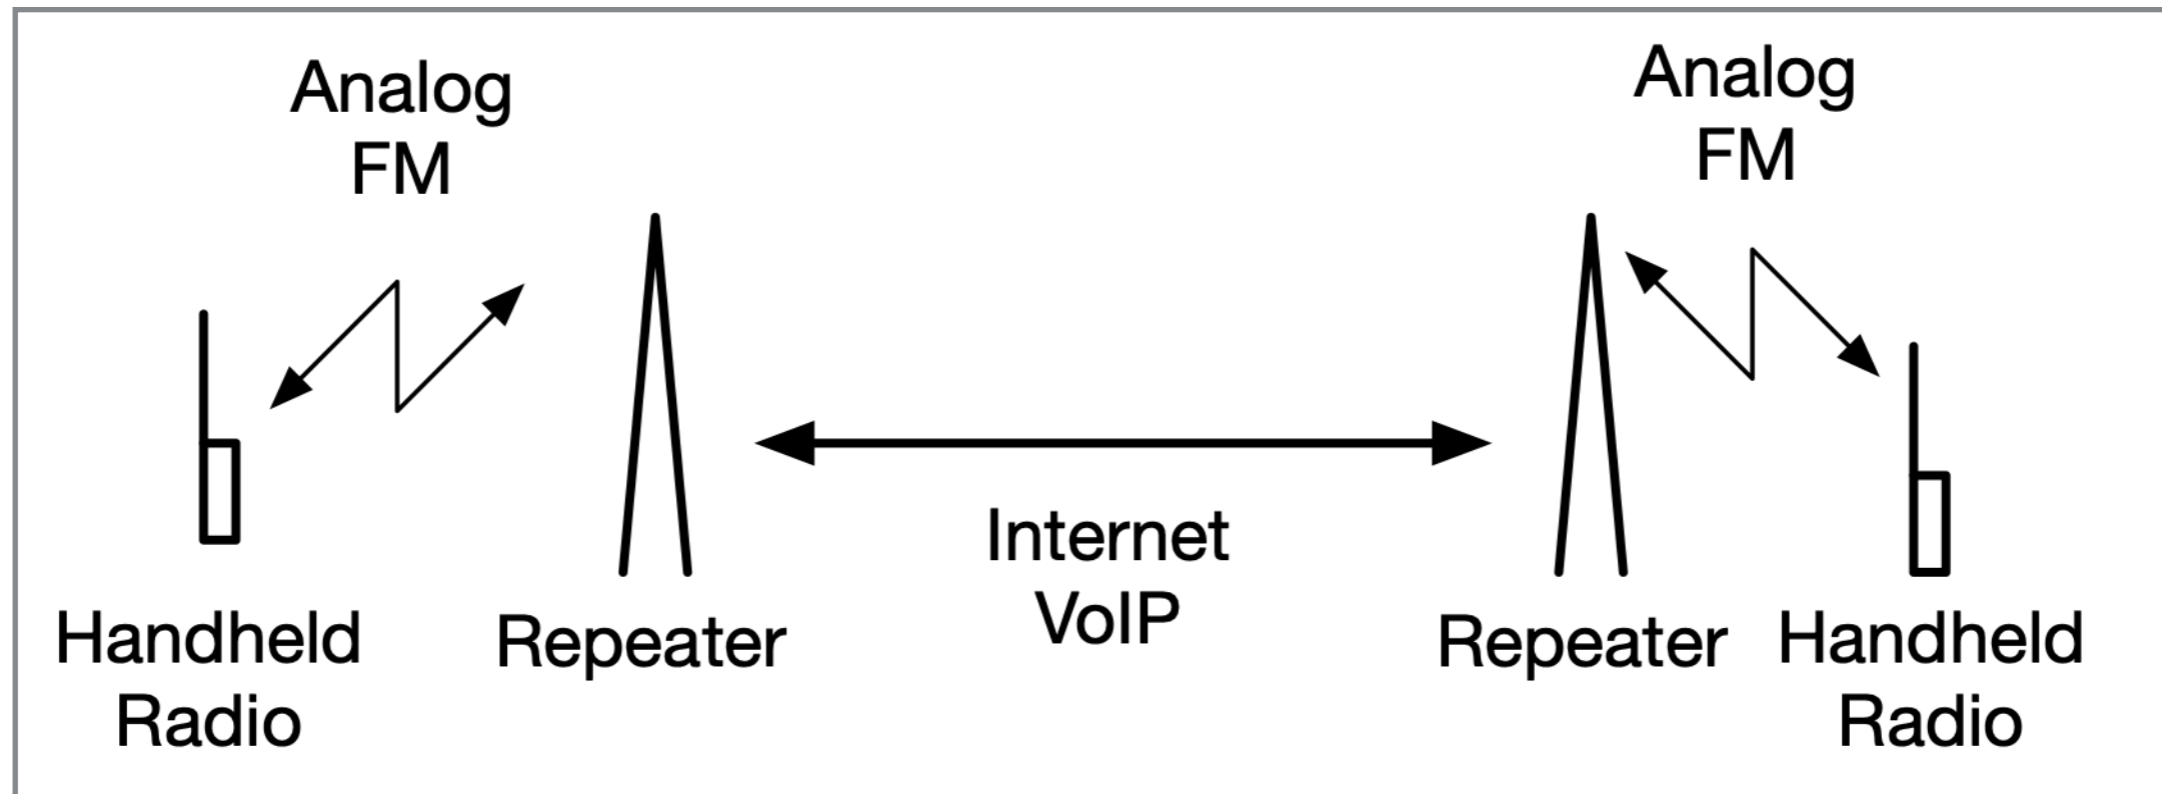 Analog
FM
Analog
FM
Internet
VoIP
Handheld
Radio
Repeater
Repeater
Handheld
Radio